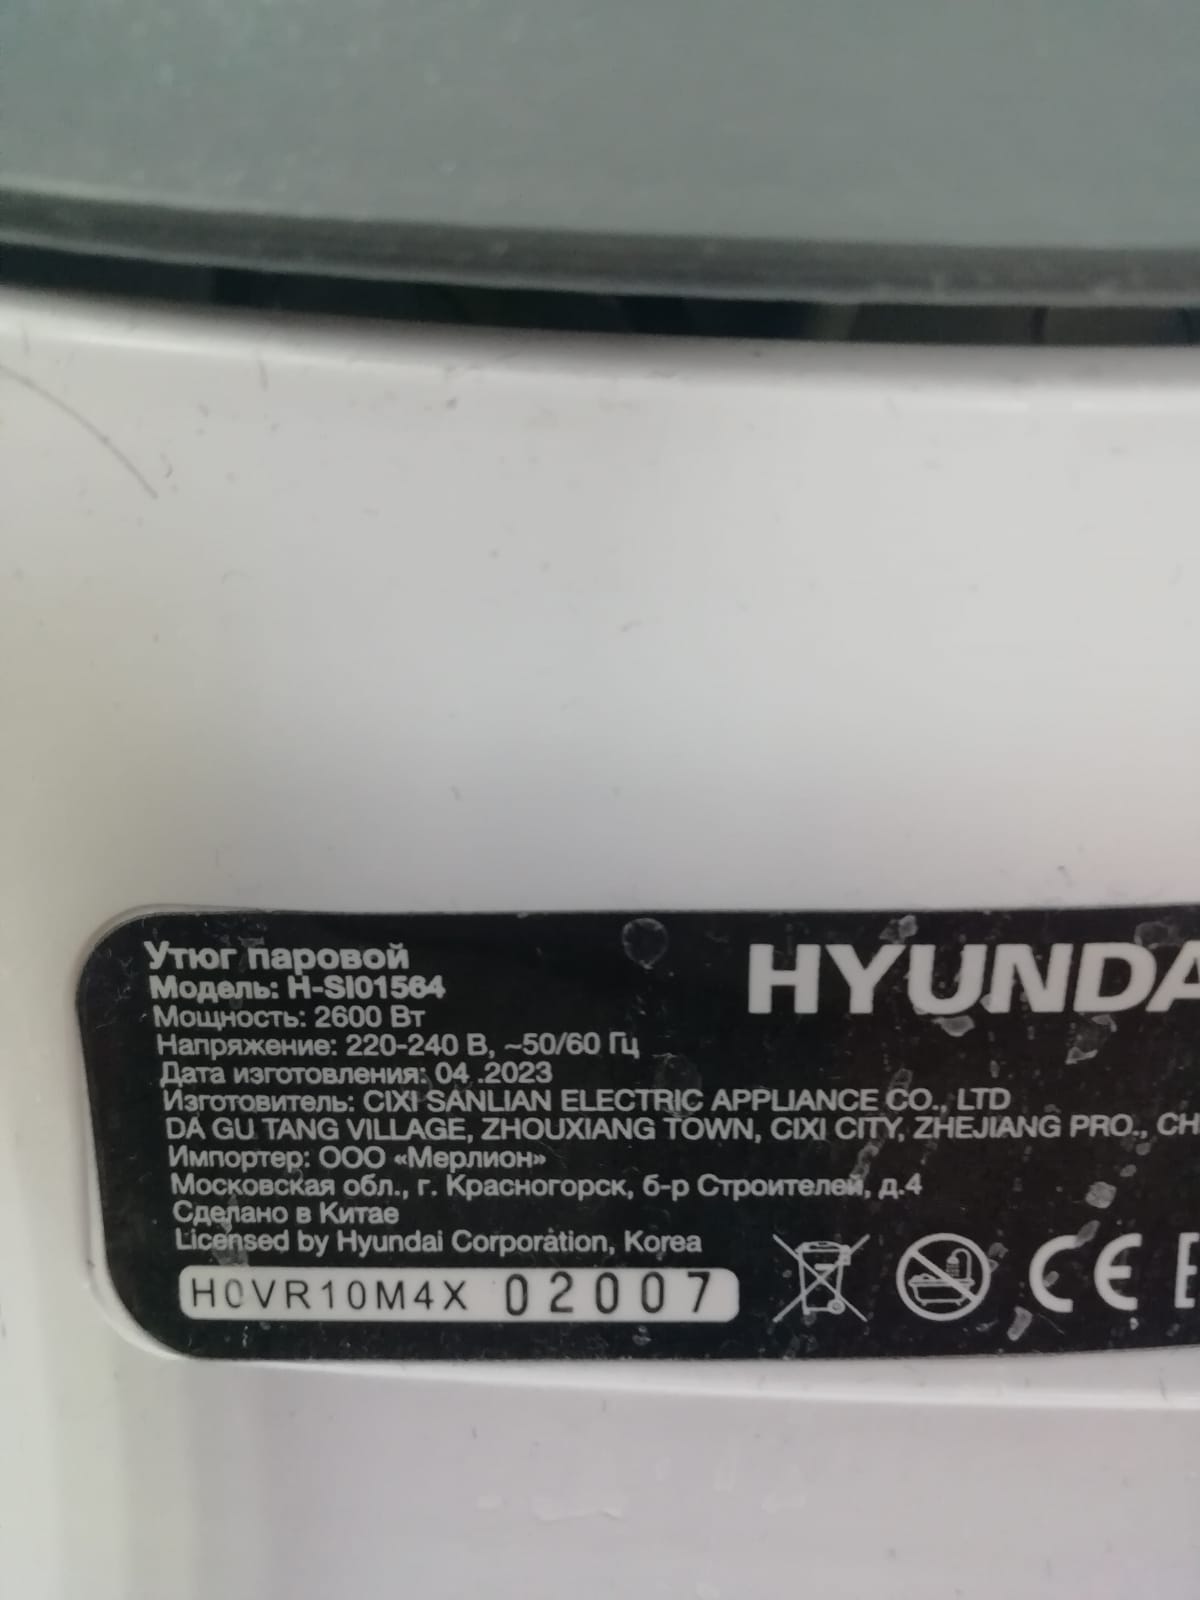 Утюг паровой
HYUNDA
Модель: H-SI01564
Мощность: 2600 Вт
Напряжение: 220-240 В, ~50/60 Гц
Дата изготовления: 04 .2023
Изготовитель: CIXI SANLIAN ELECTRIC APPLIANCE CO., LTD
DA GU TANG VILLAGE, ZHOUXIANG TOWN, CIXI CITY, ZHEJIANG PRO., CH
Импортер: ООО «Мерлион»
Московская обл., г. Красногорск, б-р Строителей, д.4
Сделано в Китае
Licensed by Hyundai Corporation, Korea
H0VR10M4X 02007
CE